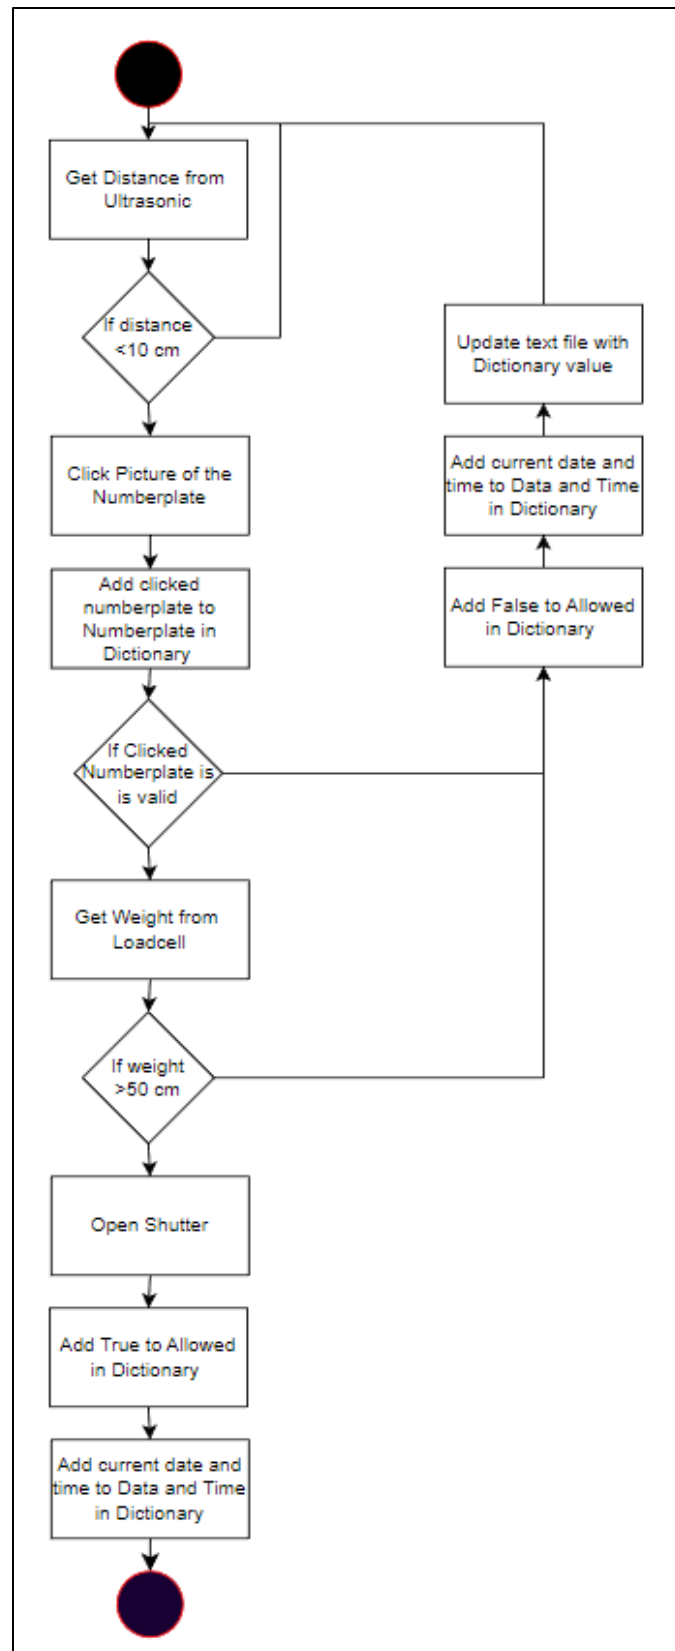 Get Distance from
Ultrasonic
If distance
<10 cm
Click Picture of the
Numberplate
Add clicked
numberplate to
Numberplate in
Dictionary
If Clicked
Numberplate is
is valid
Get Weight from
Loadcell
If weight
>50 cm
Open Shutter
Add True to Allowed
in Dictionary
Add current date and
time to Data and Time
in Dictionary
Update text file with
Dictionary value
Add current date and
time to Data and Time
in Dictionary
Add False to Allowed
in Dictionary